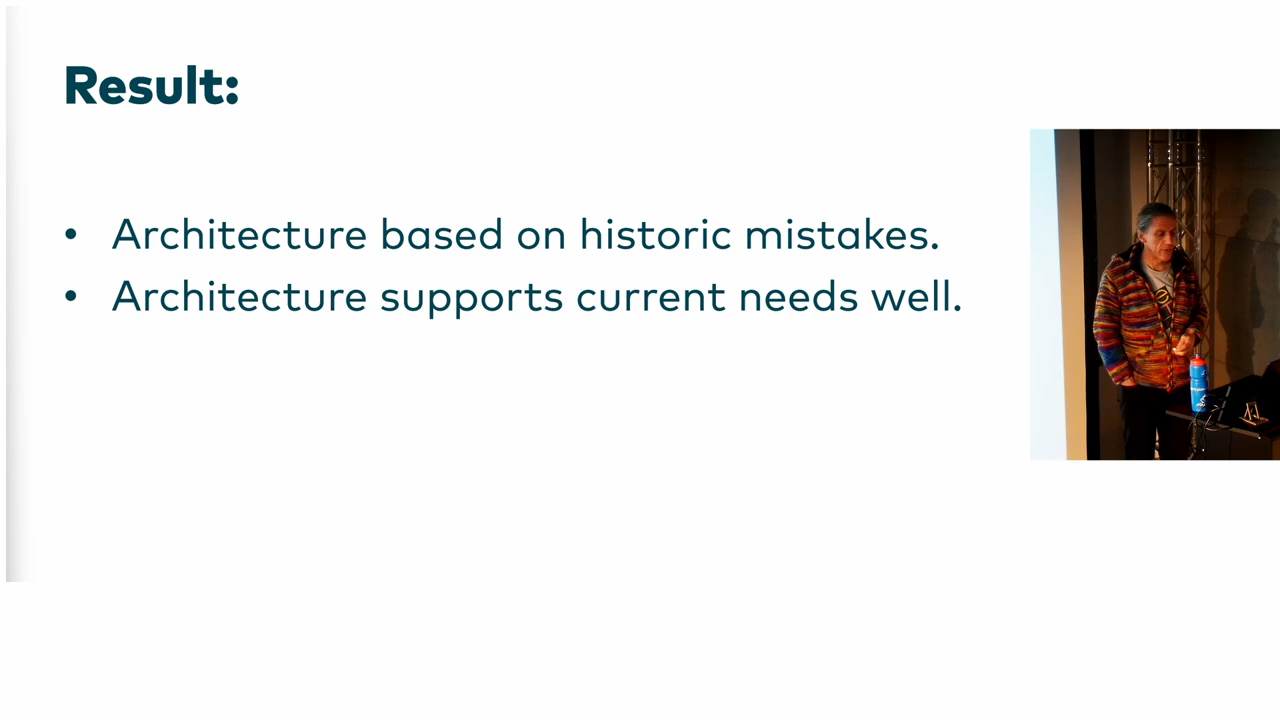 Result:
• Architecture based on historic mistakes.
• Architecture supports current needs well.